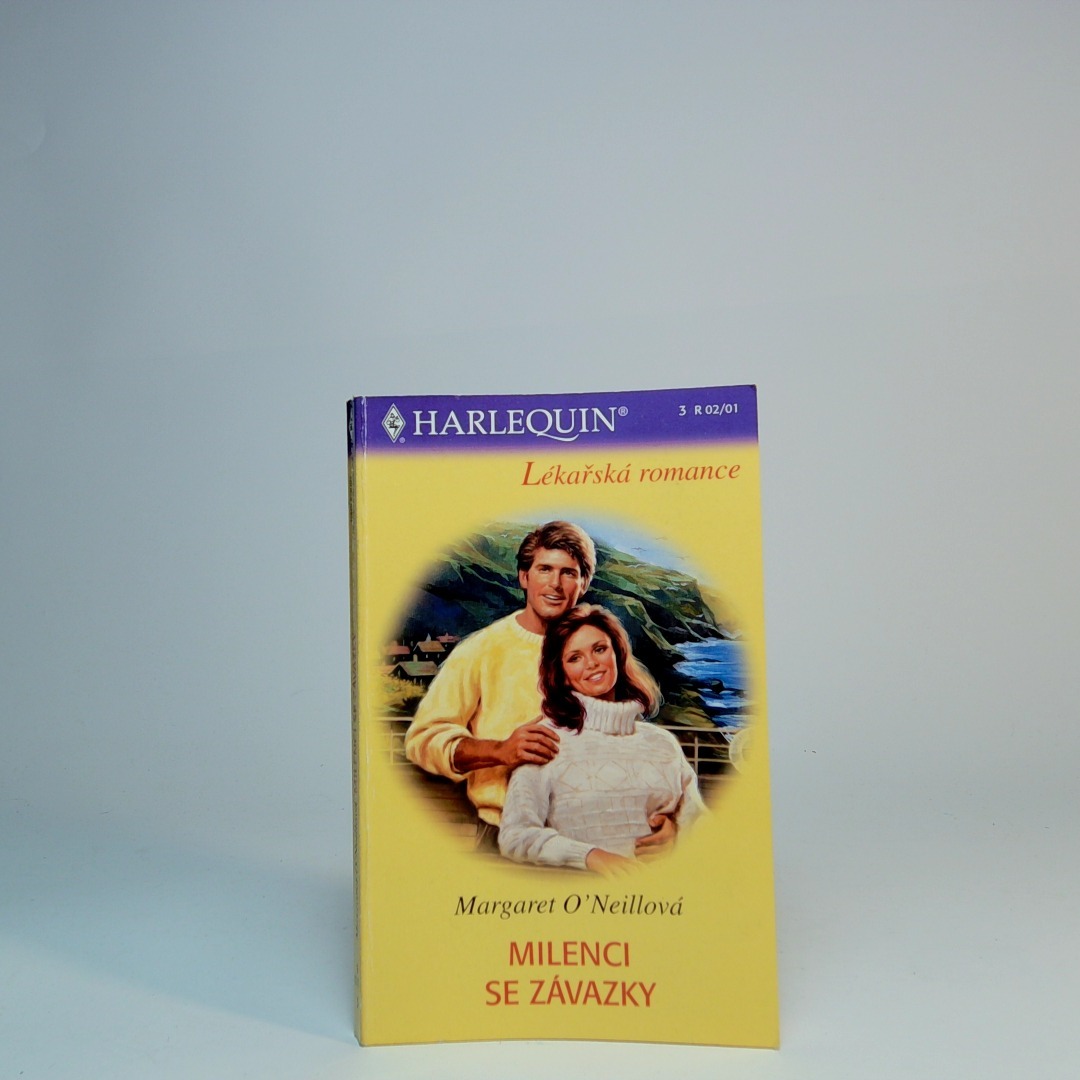 HARLEQUIN®
3 R 02/01
Lékařská romance
Margaret O'Neillová
MILENCI
SE ZÁVAZKY